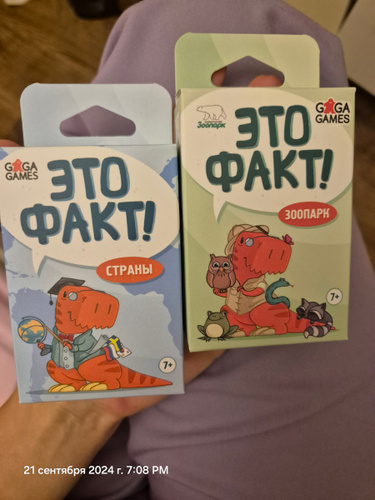 GAGA
GAMES
ЭТО
ФАКТ!
СТРАНЫ
7+
Зоопарк
GAGA
GAMES
ЭТО
ФАКТ!
ЗООПАРК
7+
21 сентября 2024 г. 7:08 PM